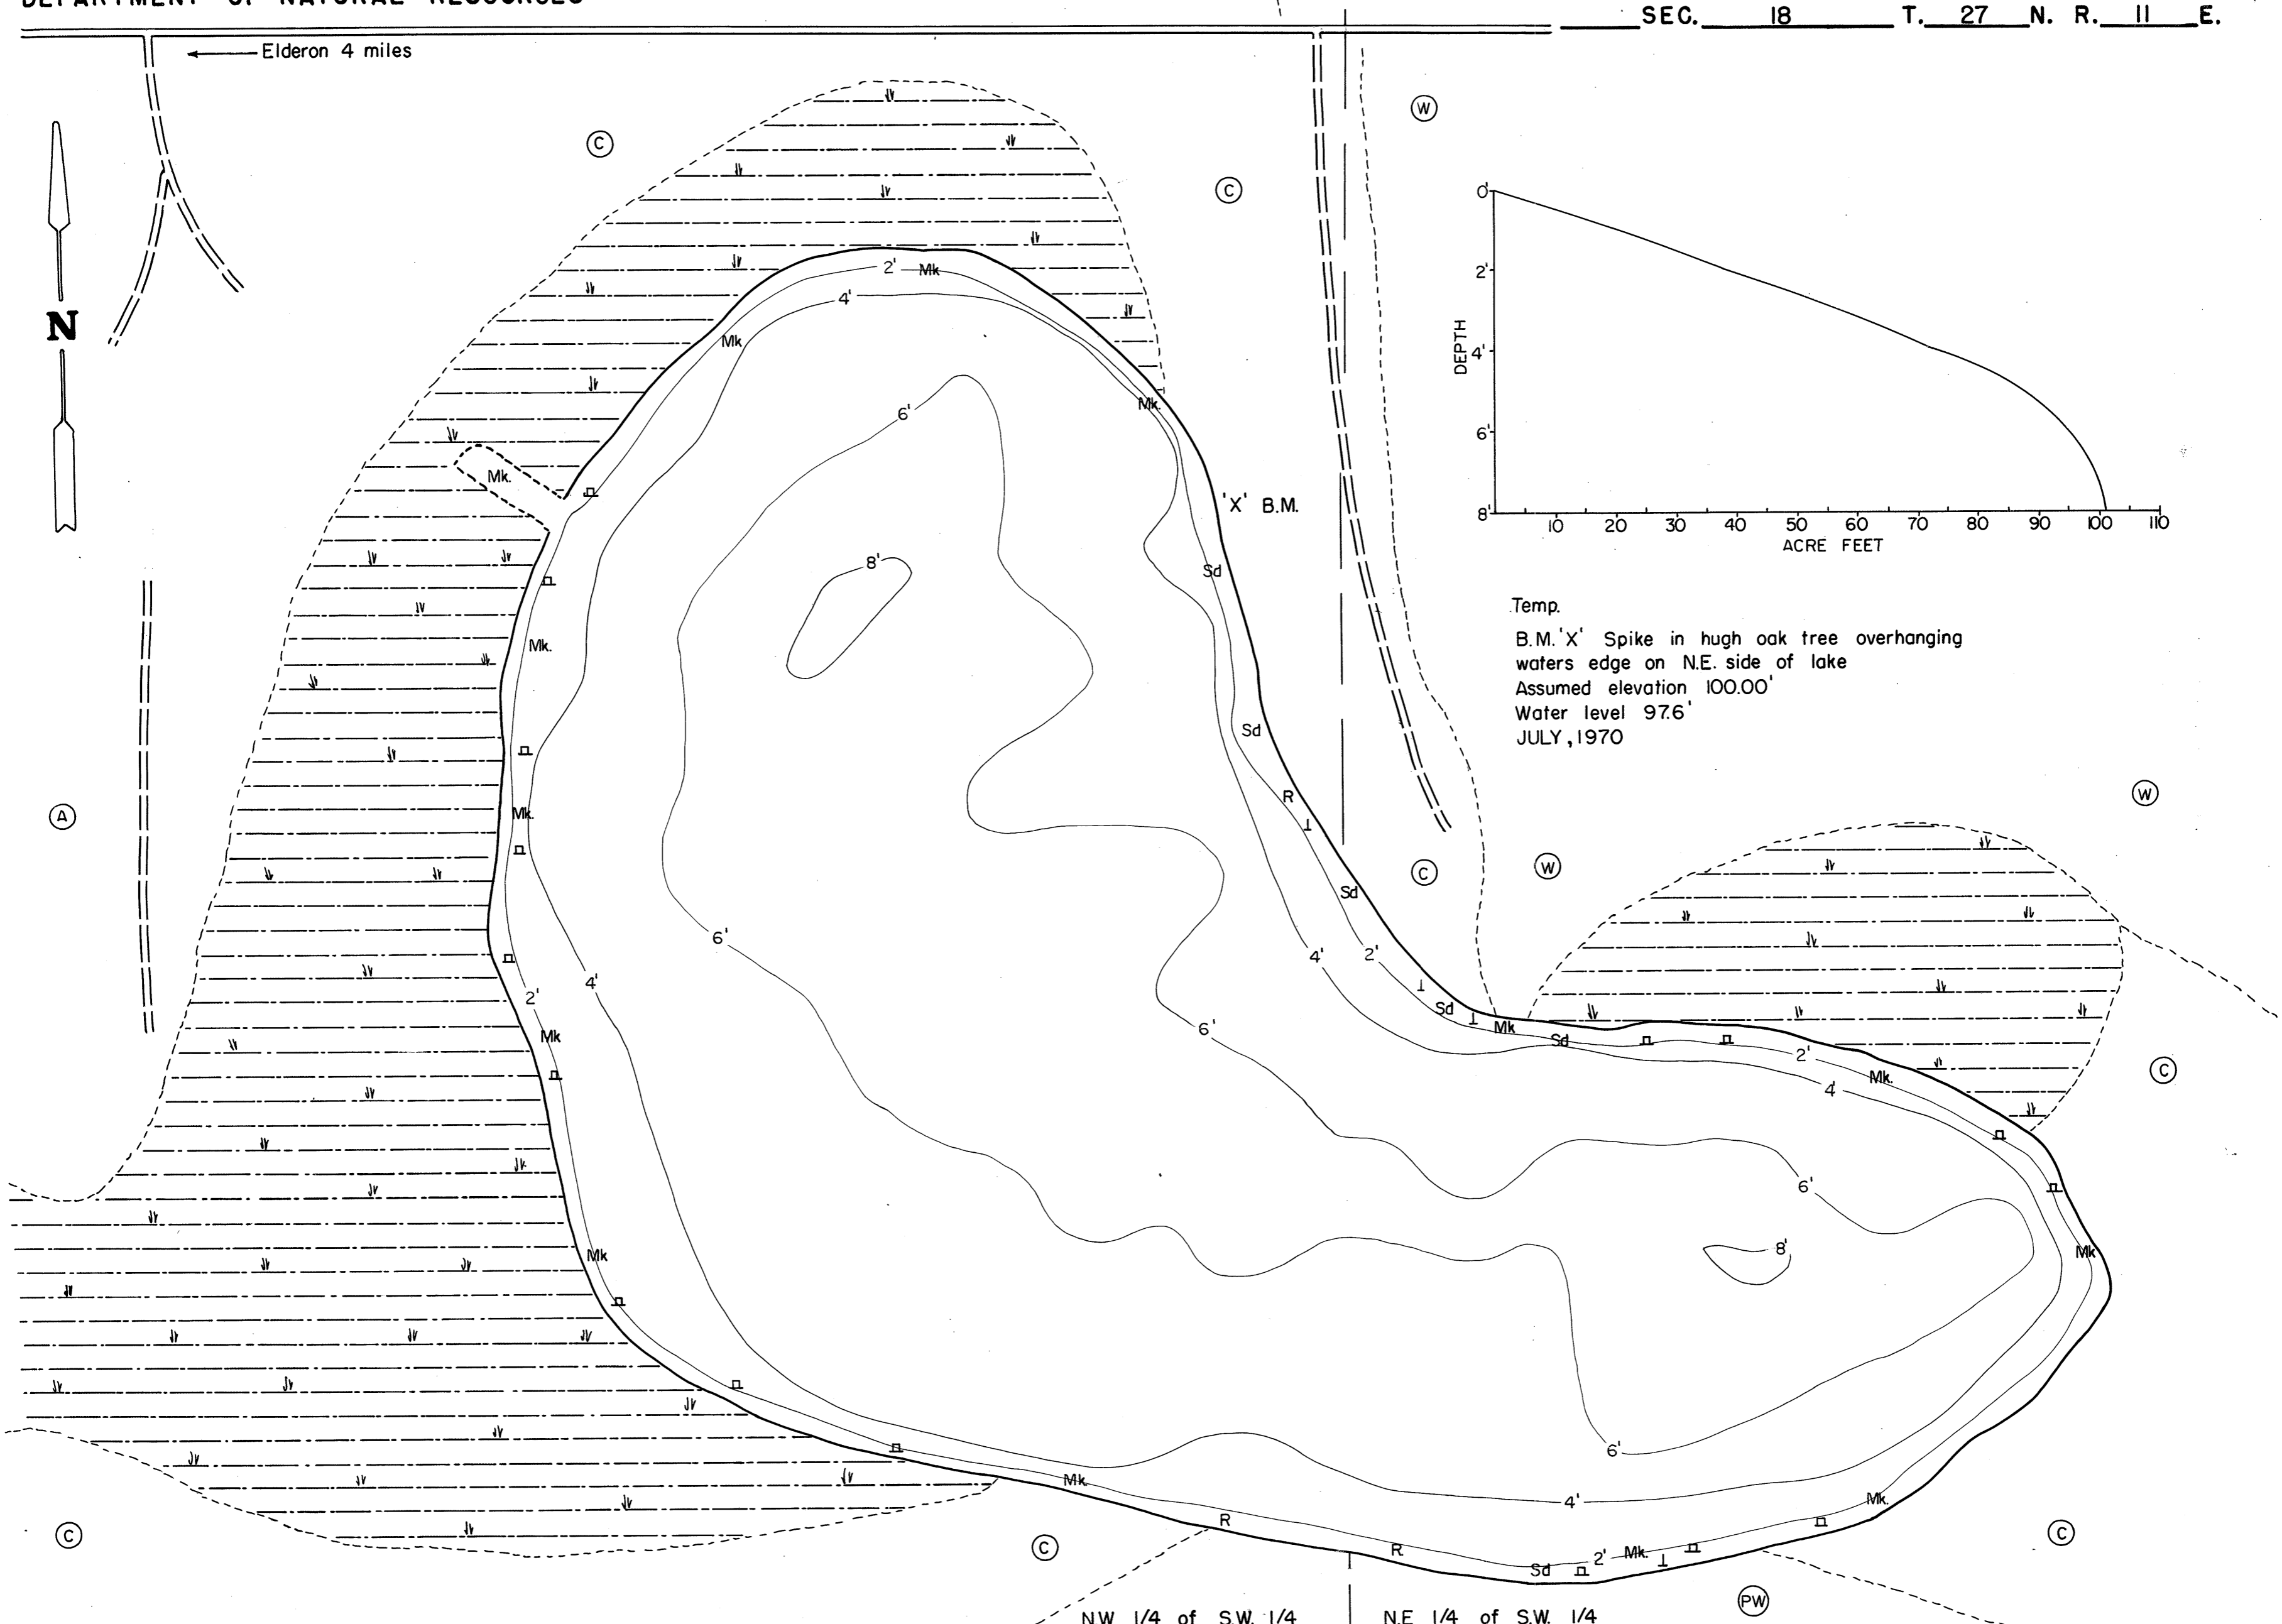 DEPARTMENT OF NATURAL RESOURCES
SEC. 18 T. 27 N. R. 11 E.
Elderon 4 miles
W
C
C
0'
2'
4'
6'
8'
DEPTH
10 20 30 40 50 60 70 80 90 100 110
ACRE FEET
N
2' Mk
4'
Mk
Mk.
6'
Mk.
'X' B.M.
8'
Sd
Temp.
B.M. 'X' Spike in hugh oak tree overhanging
waters edge on N.E. side of lake
Assumed elevation 100.00'
Water level 97.6'
JULY, 1970
Mk.
Sd
R
W
A
Mk.
C
W
Sd
6'
4'
2'
4'
2'
Sd
Mk
6'
Mk
Sd
2'
Mk.
4'
C
6'
Mk
8'
Mk
6'
Mk
4'
Mk.
R
R
C
C
C
Sd
2'
Mk.
PW
N.W. 1/4 of S.W. 1/4
N.E. 1/4 of S.W. 1/4